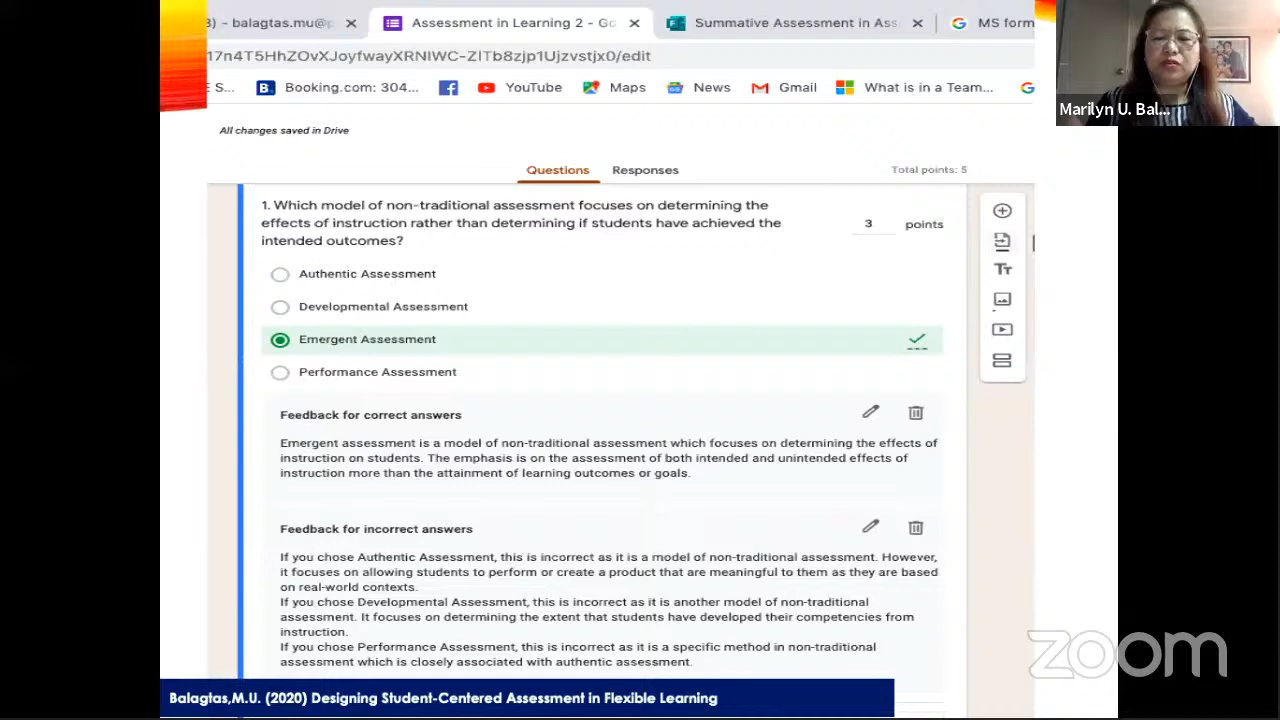 3) - balagtas.mu@p
Assessment in Learning 2 - Go
Summative Assessment in Ass
MS form
17n4T5HhZOvXJoyfwayXRNIWC-ZlTb8zjp1Ujzvstjx0/edit
E S...
Booking.com: 304...
YouTube
Maps
News
Gmail
What is in a Team...
Marilyn U. Bal...
All changes saved in Drive
Questions
Responses
Total points: 5
1. Which model of non-traditional assessment focuses on determining the
effects of instruction rather than determining if students have achieved the
intended outcomes?
3 points
Authentic Assessment
Developmental Assessment
Emergent Assessment
Performance Assessment
Feedback for correct answers
Emergent assessment is a model of non-traditional assessment which focuses on determining the effects of
instruction on students. The emphasis is on the assessment of both intended and unintended effects of
instruction more than the attainment of learning outcomes or goals.
Feedback for incorrect answers
If you chose Authentic Assessment, this is incorrect as it is a model of non-traditional assessment. However,
it focuses on allowing students to perform or create a product that are meaningful to them as they are based
on real-world contexts.
If you chose Developmental Assessment, this is incorrect as it is another model of non-traditional
assessment. It focuses on determining the extent that students have developed their competencies from
instruction.
If you chose Performance Assessment, this is incorrect as it is a specific method in non-traditional
assessment which is closely associated with authentic assessment.
zoom
Balagtas,M.U. (2020) Designing Student-Centered Assessment in Flexible Learning